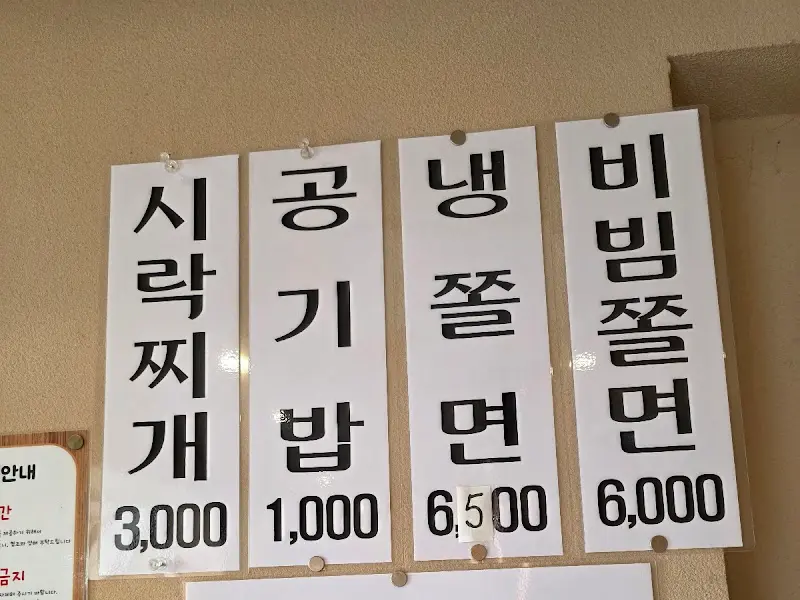 시락찌개
3,000
공기밥
1,000
냉쫄면
6,500
비빔쫄면
6,000
안내
간
금지